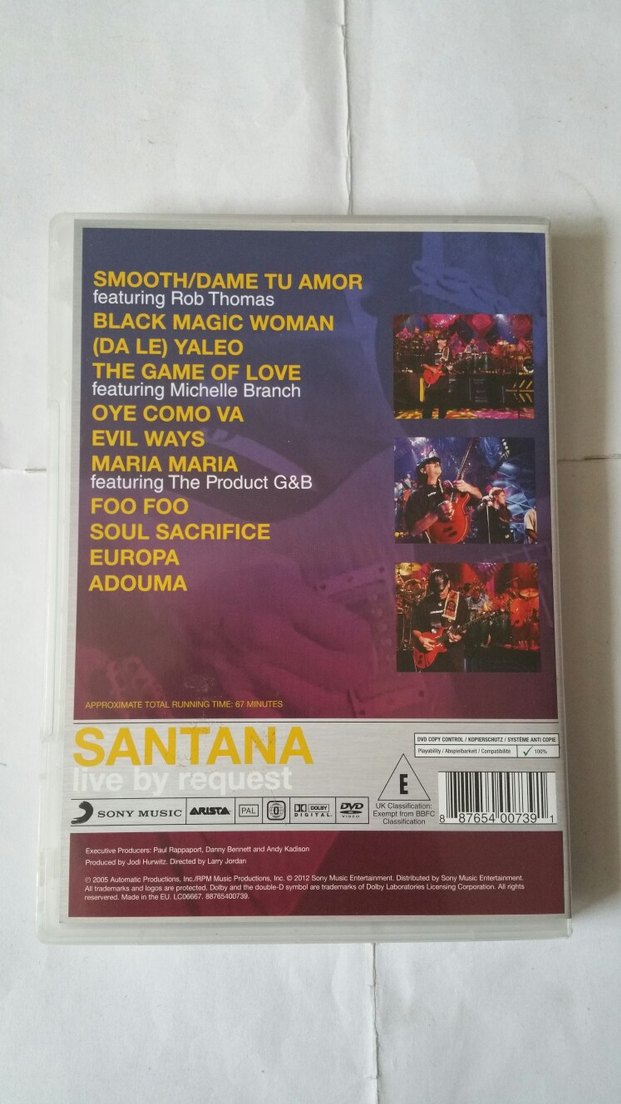 SMOOTH/DAME TU AMOR
featuring Rob Thomas
BLACK MAGIC WOMAN
(DA LE) YALEO
THE GAME OF LOVE
featuring Michelle Branch
OYE COMO VA
EVIL WAYS
MARIA MARIA
featuring The Product G&B
FOO FOO
SOUL SACRIFICE
EUROPA
ADOUMA
APPROXIMATE TOTAL RUNNING TIME: 67 MINUTES
SANTANA
live by request
DVD COPY CONTROL / KOPIERSCHUTZ / SYSTÈME ANTI COPIE
Playability / Abspielbarkeit / Compatibilité 100%
E
UK Classification:
Exempt from BBFC
Classification
8 87654 00739 1
SONY MUSIC ARISTA PAL 0 DOLBY DIGITAL DVD VIDEO
Executive Producers: Paul Rappaport, Danny Bennett and Andy Kadison
Produced by Jodi Hurwitz. Directed by Larry Jordan
℗ 2005 Automatic Productions, Inc./RPM Music Productions, Inc. © 2012 Sony Music Entertainment. Distributed by Sony Music Entertainment.
All trademarks and logos are protected. Dolby and the double-D symbol are trademarks of Dolby Laboratories Licensing Corporation. All rights
reservered. Made in the EU. LC06667. 88765400739.